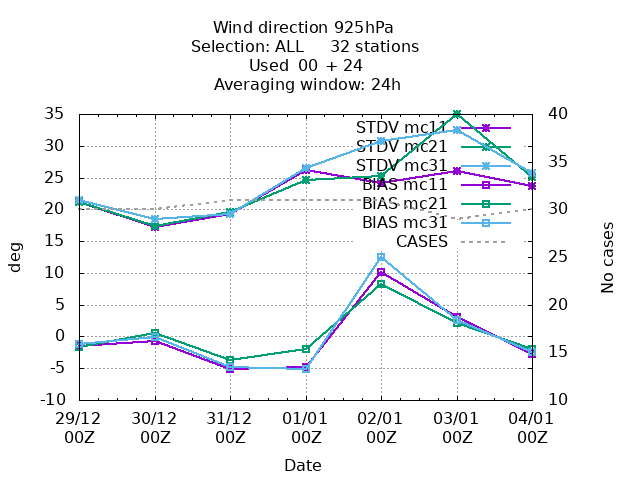 Wind direction 925hPa
Selection: ALL 32 stations
Used 00 + 24
Averaging window: 24h
35 40
STDV mc11
30 STDV mc21
STDV mc31 35
25
BIAS mc11
20 BIAS mc21 30
BIAS mc31
15 CASES
25
10
5 20
0
15
-5
-10 10
deg
No cases
29/12 30/12 31/12 01/01 02/01 03/01 04/01
00Z 00Z 00Z 00Z 00Z 00Z 00Z
Date